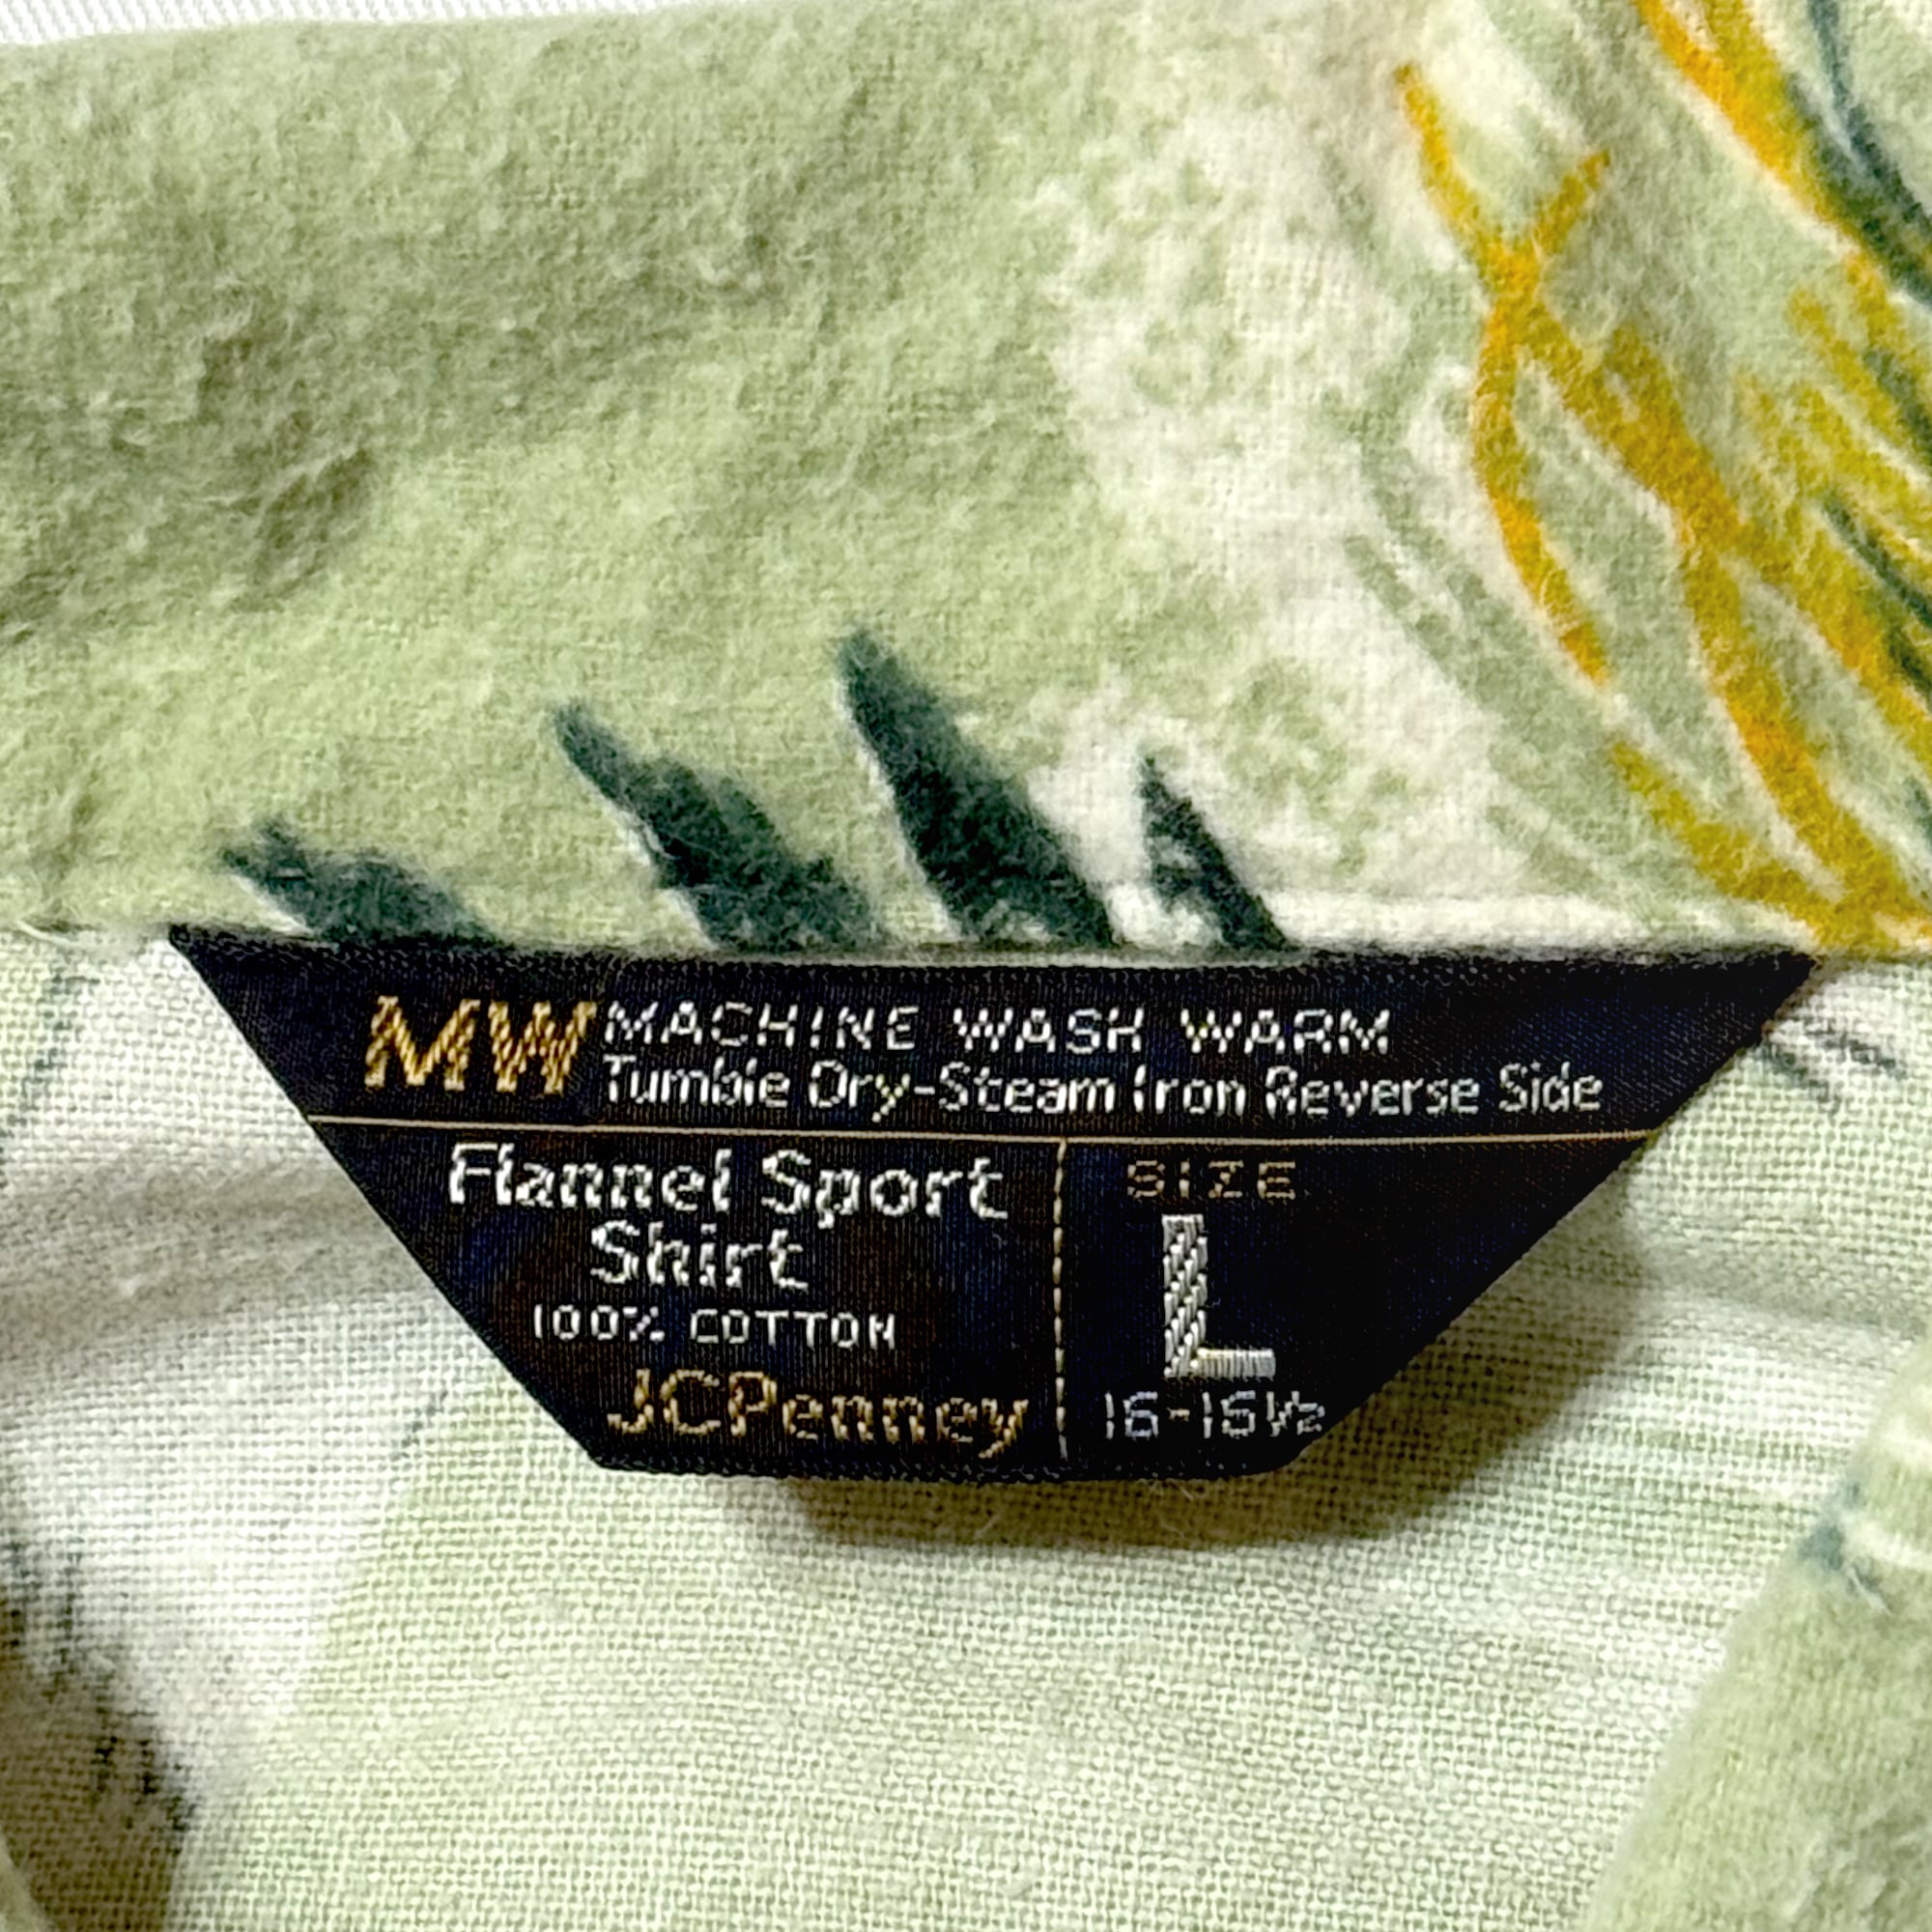 MW MACHINE WASH WARM
Tumble Dry-Steam Iron Reverse Side
Flannel Sport
Shirt
100% COTTON
JCPenney
SIZE
L
16-16½